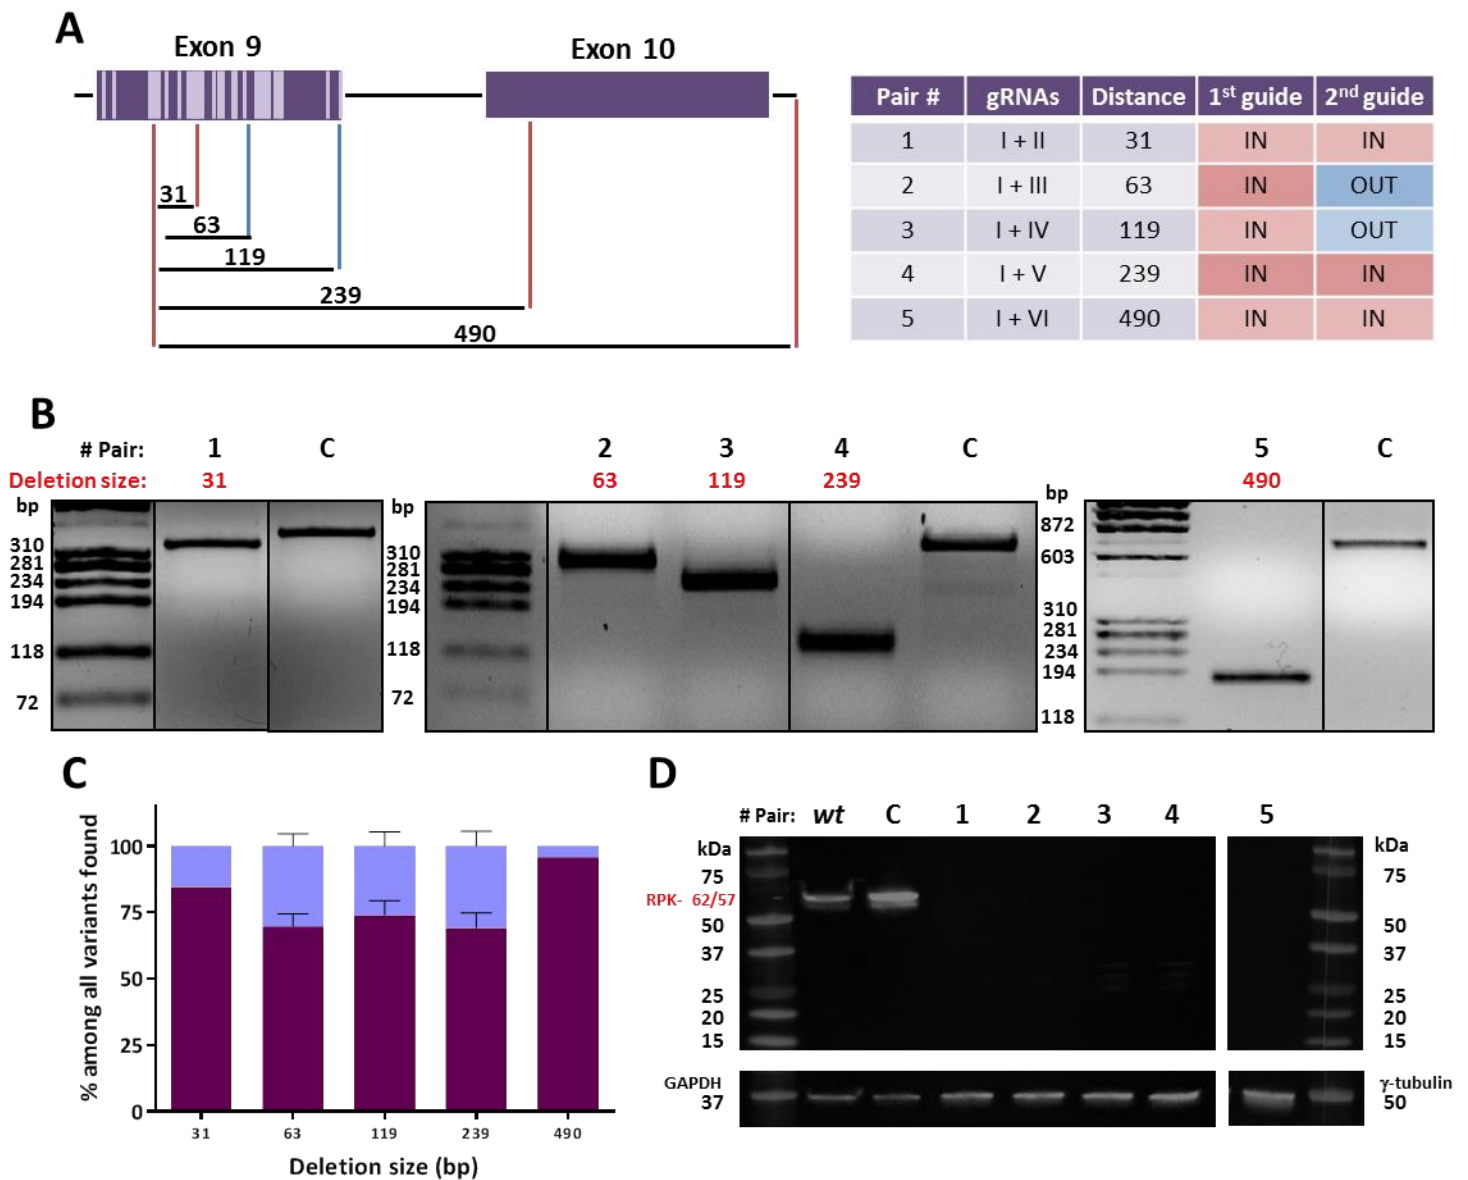 A
Exon 9
Exon 10
31
63
119
239
490
Pair # gRNAs Distance 1st guide 2nd guide
1 I + II 31 IN IN
2 I + III 63 IN OUT
3 I + IV 119 IN OUT
4 I + V 239 IN IN
5 I + VI 490 IN IN
B
# Pair: 1 C 2 3 4 C 5 C
Deletion size: 31 63 119 239 490
bp
310
281
234
194
118
72
bp
310
281
234
194
118
72
bp
872
603
310
281
234
194
118
C
% among all variants found
100
75
50
25
0
31 63 119 239 490
Deletion size (bp)
D
# Pair: wt C 1 2 3 4 5
kDa
75
RPK- 62/57
50
37
25
20
15
kDa
75
50
37
25
20
15
GAPDH
37
γ-tubulin
50